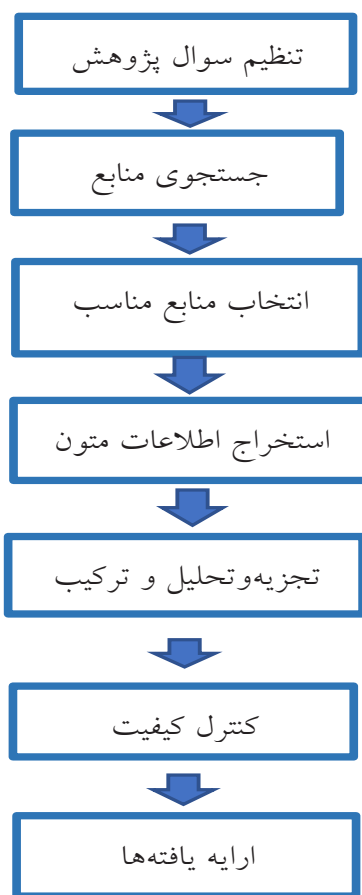 تنظیم سوال پژوهش
جستجوی منابع
انتخاب منابع مناسب
استخراج اطلاعات متون
تجزیه‌وتحلیل و ترکیب
کنترل کیفیت
ارایه یافته‌ها